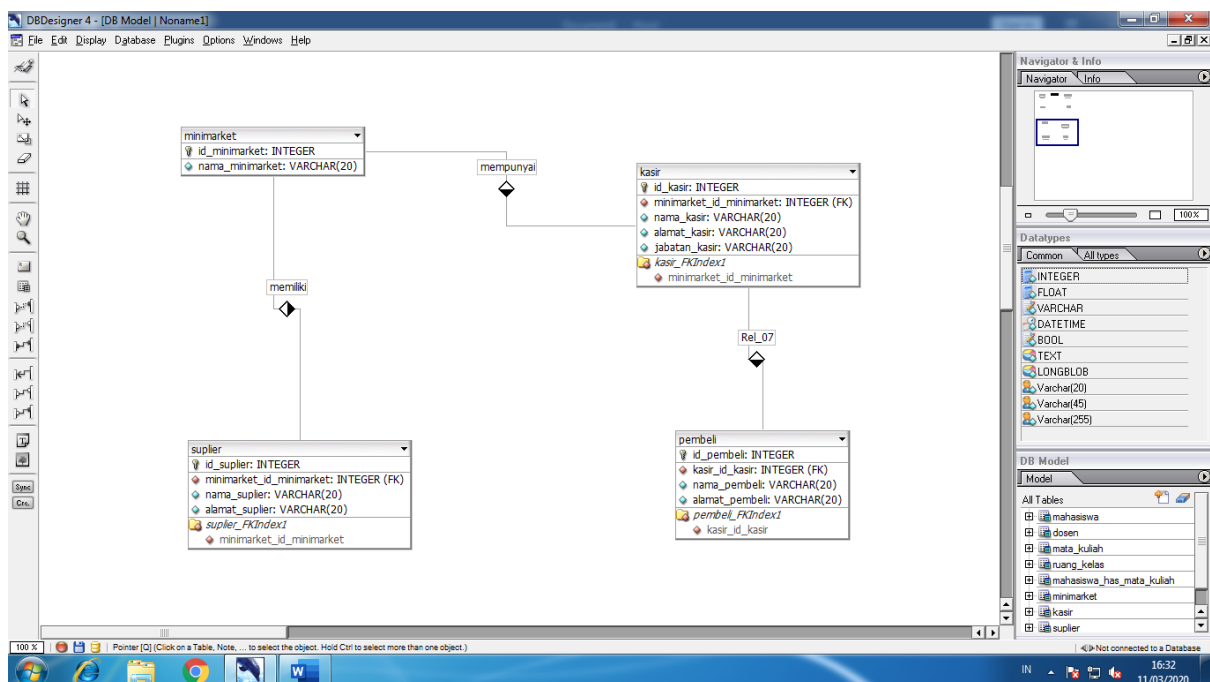 DBDesigner 4 - [DB Model | Noname1]
File Edit Display Database Plugins Options Windows Help
minimarket
id_minimarket: INTEGER
nama_minimarket: VARCHAR(20)
mempunyai
kasir
id_kasir: INTEGER
minimarket_id_minimarket: INTEGER (FK)
nama_kasir: VARCHAR(20)
alamat_kasir: VARCHAR(20)
jabatan_kasir: VARCHAR(20)
kasir_FKIndex1
minimarket_id_minimarket
memiliki
Rel_07
suplier
id_suplier: INTEGER
minimarket_id_minimarket: INTEGER (FK)
nama_suplier: VARCHAR(20)
alamat_suplier: VARCHAR(20)
suplier_FKIndex1
minimarket_id_minimarket
pembeli
id_pembeli: INTEGER
kasir_id_kasir: INTEGER (FK)
nama_pembeli: VARCHAR(20)
alamat_pembeli: VARCHAR(20)
pembeli_FKIndex1
kasir_id_kasir
Navigator & Info
Navigator Info
100%
Datatypes
Common All types
INTEGER
FLOAT
VARCHAR
DATETIME
BOOL
TEXT
LONGBLOB
Varchar(20)
Varchar(45)
Varchar(255)
DB Model
Model
All Tables
mahasiswa
dosen
mata_kuliah
ruang_kelas
mahasiswa_has_mata_kuliah
minimarket
kasir
suplier
Sync
100 %
Pointer [Q] (Click on a Table, Note, ... to select the object. Hold Ctrl to select more than one object.)
Not connected to a Database
IN
16:32
11/03/2020